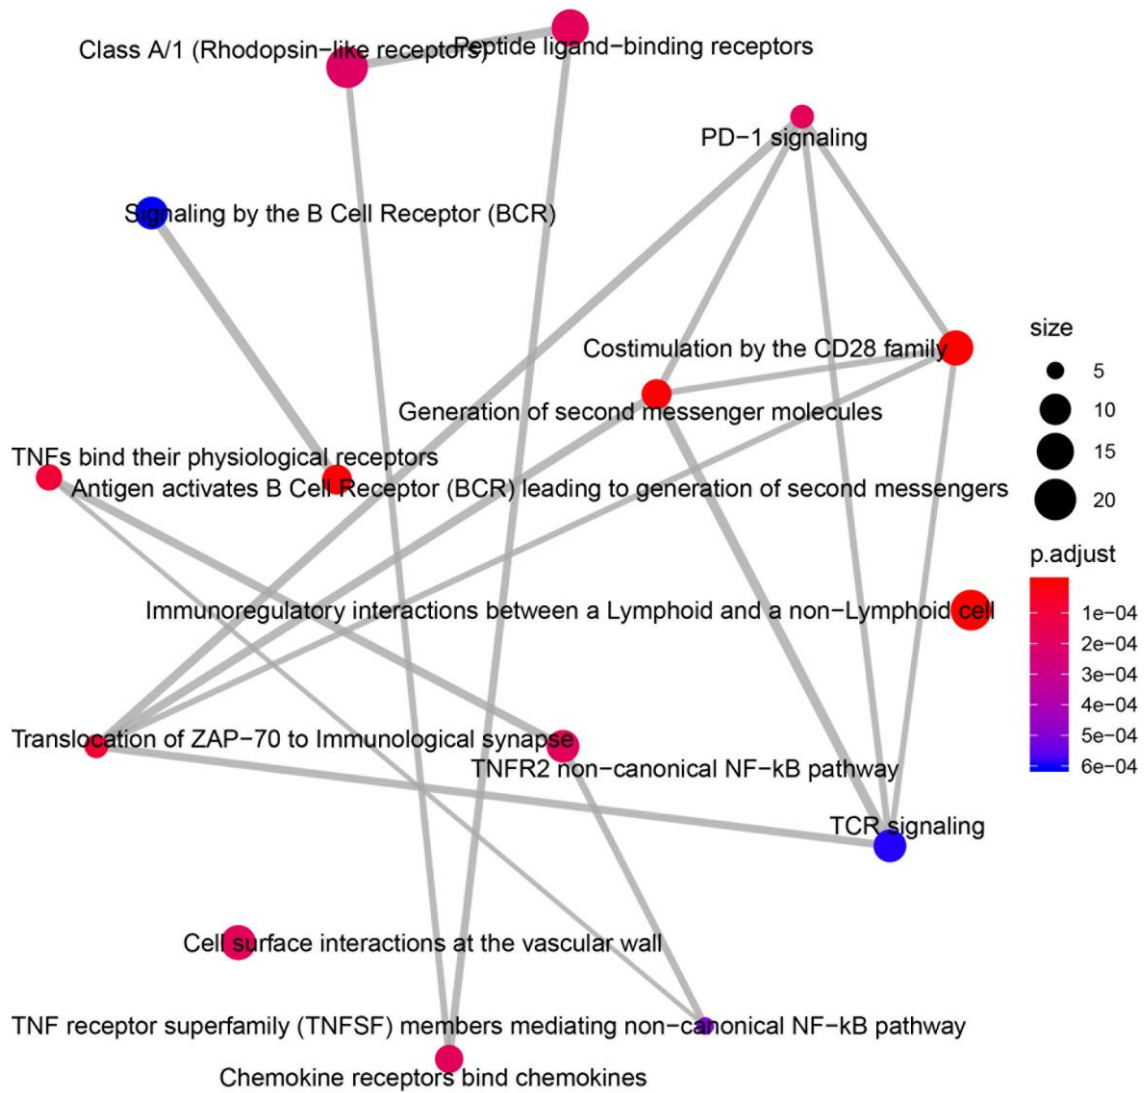 Class A/1 (Rhodopsin−like receptors)
Peptide ligand−binding receptors
PD−1 signaling
Signaling by the B Cell Receptor (BCR)
Costimulation by the CD28 family
Generation of second messenger molecules
TNFs bind their physiological receptors
Antigen activates B Cell Receptor (BCR) leading to generation of second messengers
Immunoregulatory interactions between a Lymphoid and a non−Lymphoid cell
Translocation of ZAP−70 to Immunological synapse
TNFR2 non−canonical NF−kB pathway
TCR signaling
Cell surface interactions at the vascular wall
TNF receptor superfamily (TNFSF) members mediating non−canonical NF−kB pathway
Chemokine receptors bind chemokines
size
5
10
15
20
p.adjust
1e−04
2e−04
3e−04
4e−04
5e−04
6e−04